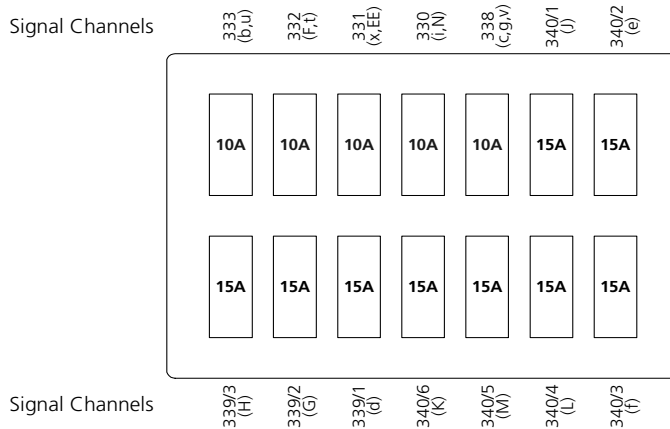 Signal Channels
333 (b,u)
332 (F,t)
331 (x,EE)
330 (i,N)
338 (c,g,v)
340/1 (J)
340/2 (e)
10A 10A 10A 10A 10A 15A 15A
15A 15A 15A 15A 15A 15A 15A
Signal Channels
339/3 (H)
339/2 (G)
339/1 (d)
340/6 (K)
340/5 (M)
340/4 (L)
340/3 (f)